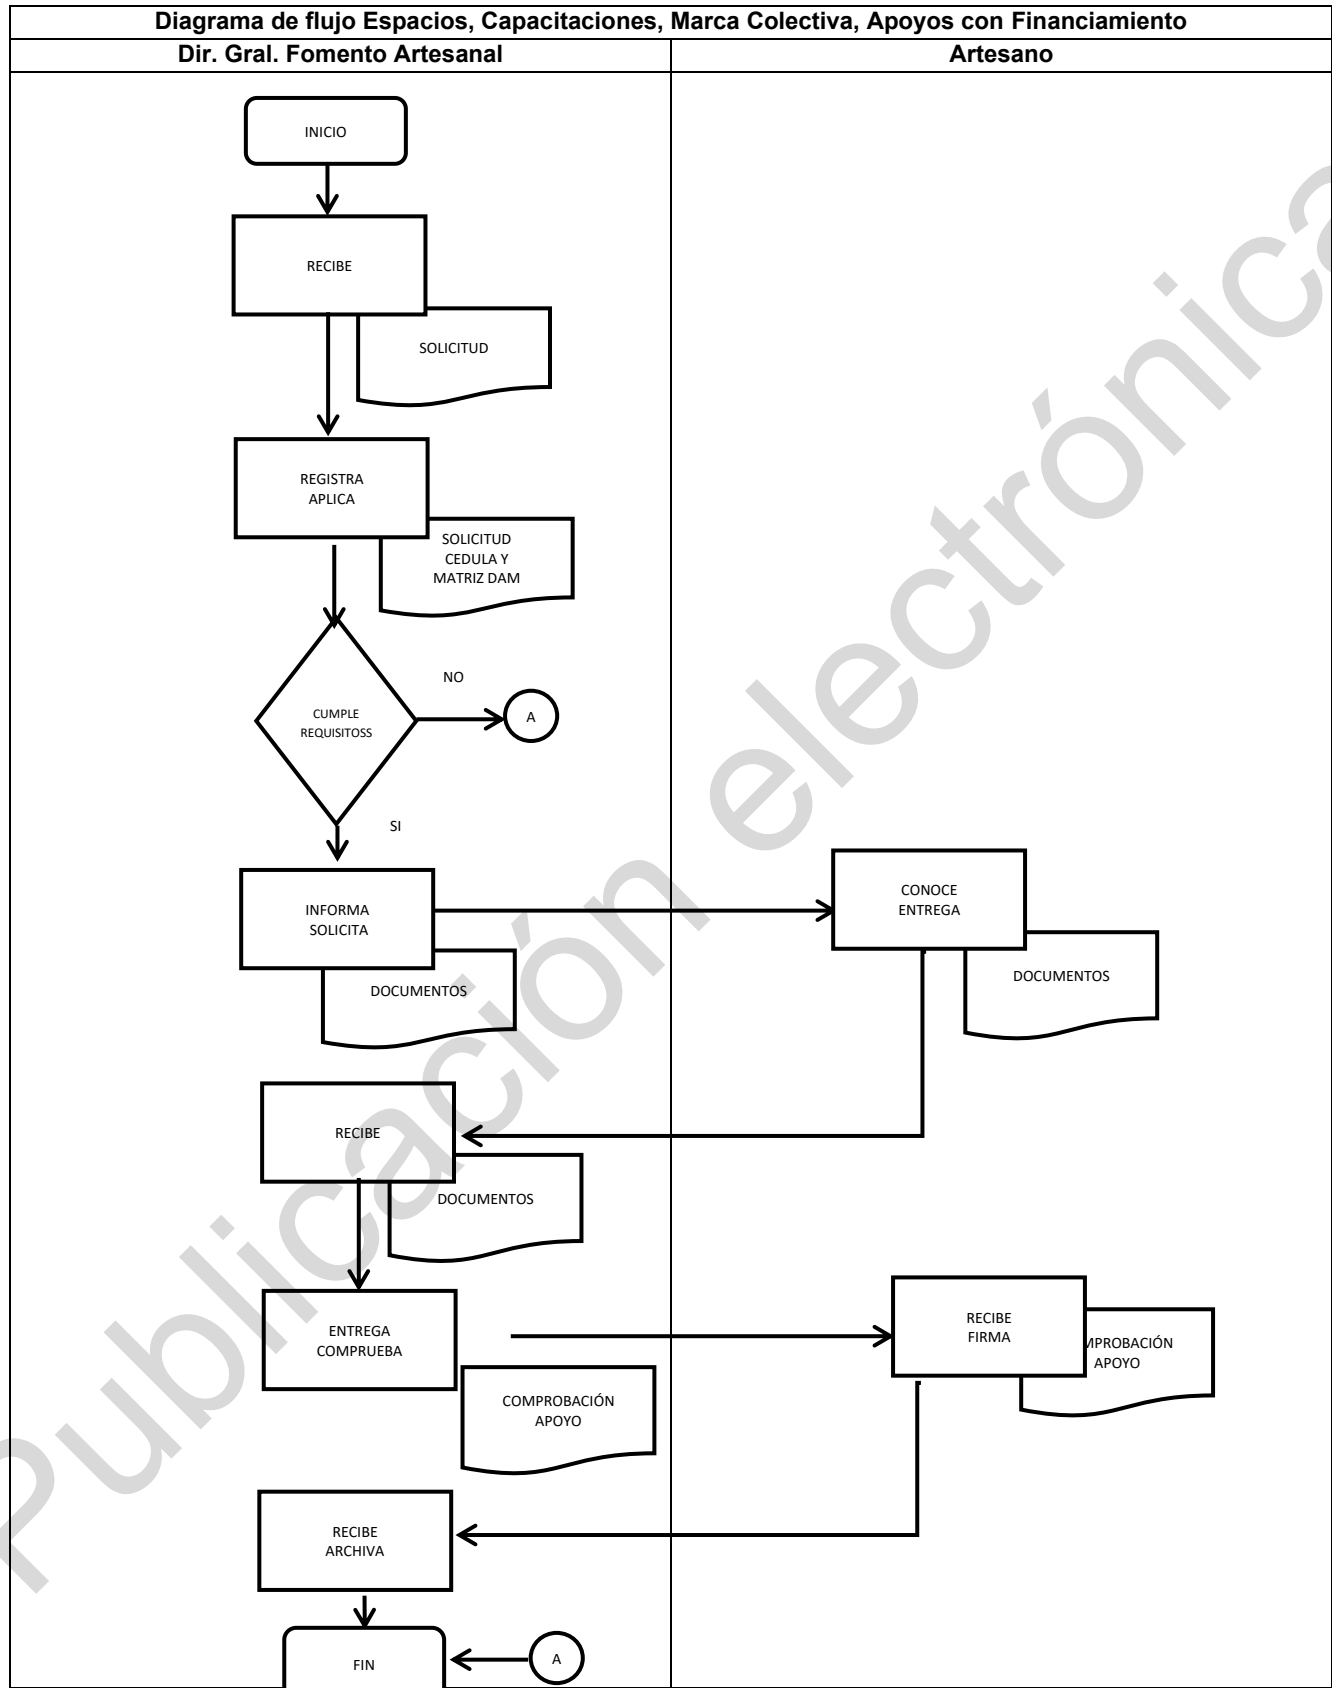 Diagrama de flujo Espacios, Capacitaciones, Marca Colectiva, Apoyos con Financiamiento
Dir. Gral. Fomento Artesanal
Artesano
INICIO
RECIBE
SOLICITUD
REGISTRA
APLICA
SOLICITUD
CEDULA Y
MATRIZ DAM
NO
CUMPLE
REQUISITOSS
A
SI
INFORMA
SOLICITA
DOCUMENTOS
CONOCE
ENTREGA
DOCUMENTOS
RECIBE
DOCUMENTOS
ENTREGA
COMPRUEBA
COMPROBACIÓN
APOYO
RECIBE
FIRMA
MPROBACIÓN
APOYO
RECIBE
ARCHIVA
FIN
A
Publicación electrónica